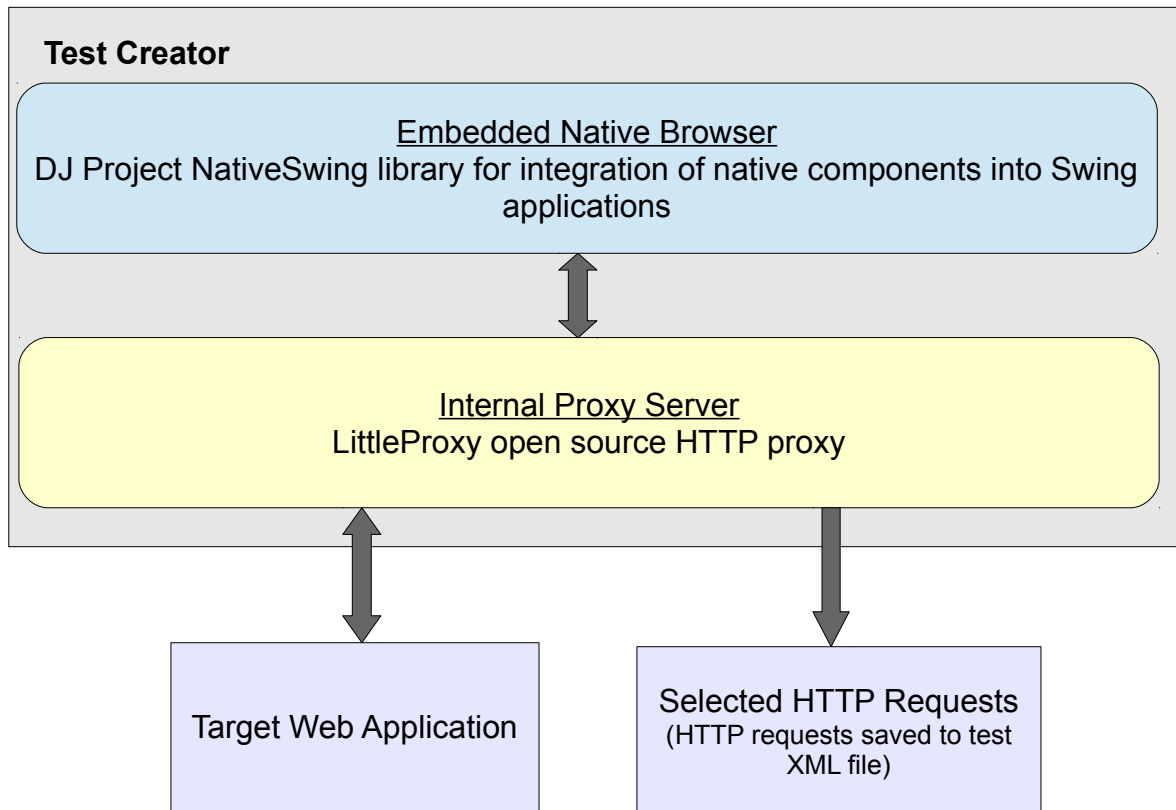 Test Creator
Embedded Native Browser
DJ Project NativeSwing library for integration of native components into Swing
applications
Internal Proxy Server
LittleProxy open source HTTP proxy
Target Web Application
Selected HTTP Requests
(HTTP requests saved to test
XML file)